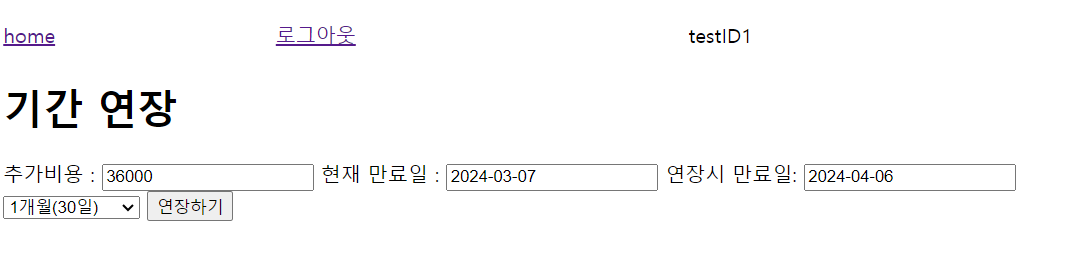 home 로그아웃 testID1
기간 연장
추가비용 : 36000 현재 만료일 : 2024-03-07 연장시 만료일: 2024-04-06
1개월(30일) 연장하기